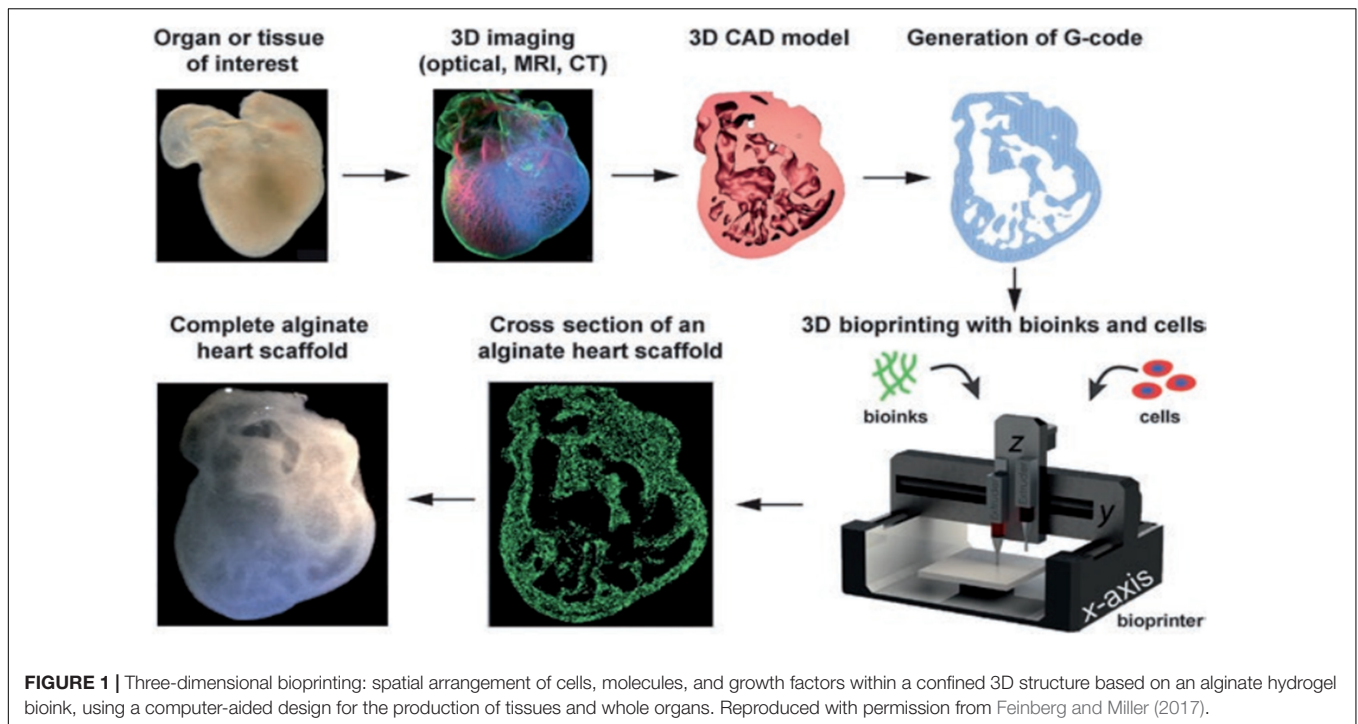 Organ or tissue
of interest
3D imaging
(optical, MRI, CT)
3D CAD model
Generation of G-code
Complete alginate
heart scaffold
Cross section of an
alginate heart scaffold
3D bioprinting with bioinks and cells
bioinks
cells
z
y
x-axis
bioprinter
FIGURE 1 | Three-dimensional bioprinting: spatial arrangement of cells, molecules, and growth factors within a confined 3D structure based on an alginate hydrogel
bioink, using a computer-aided design for the production of tissues and whole organs. Reproduced with permission from Feinberg and Miller (2017).